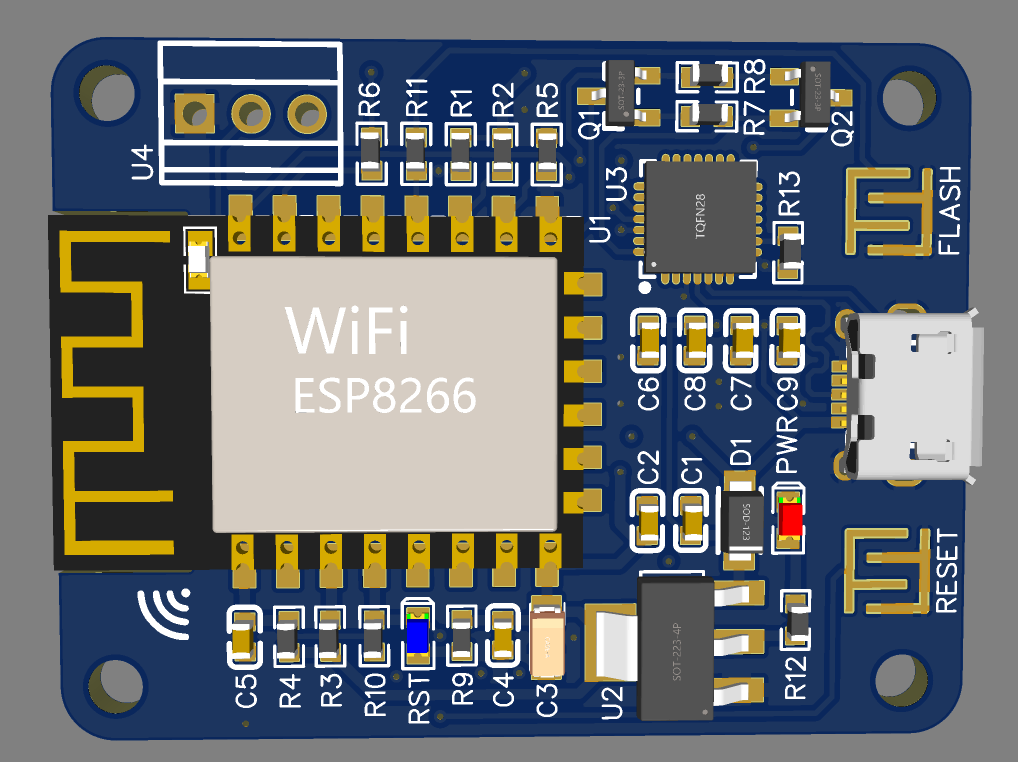 U4
R6
R11
R1
R2
R5
Q1
SOT-23-3P
R8
R7
SOT-23-3P
Q2
U3
TQFN28
R13
FLASH
U1
WiFi
ESP8266
C6
C8
C7
C9
C2
C1
D1
SOD-123
PWR
RESET
C5
R4
R3
R10
RST
R9
C4
C3
U2
SOT-223-4P
R12